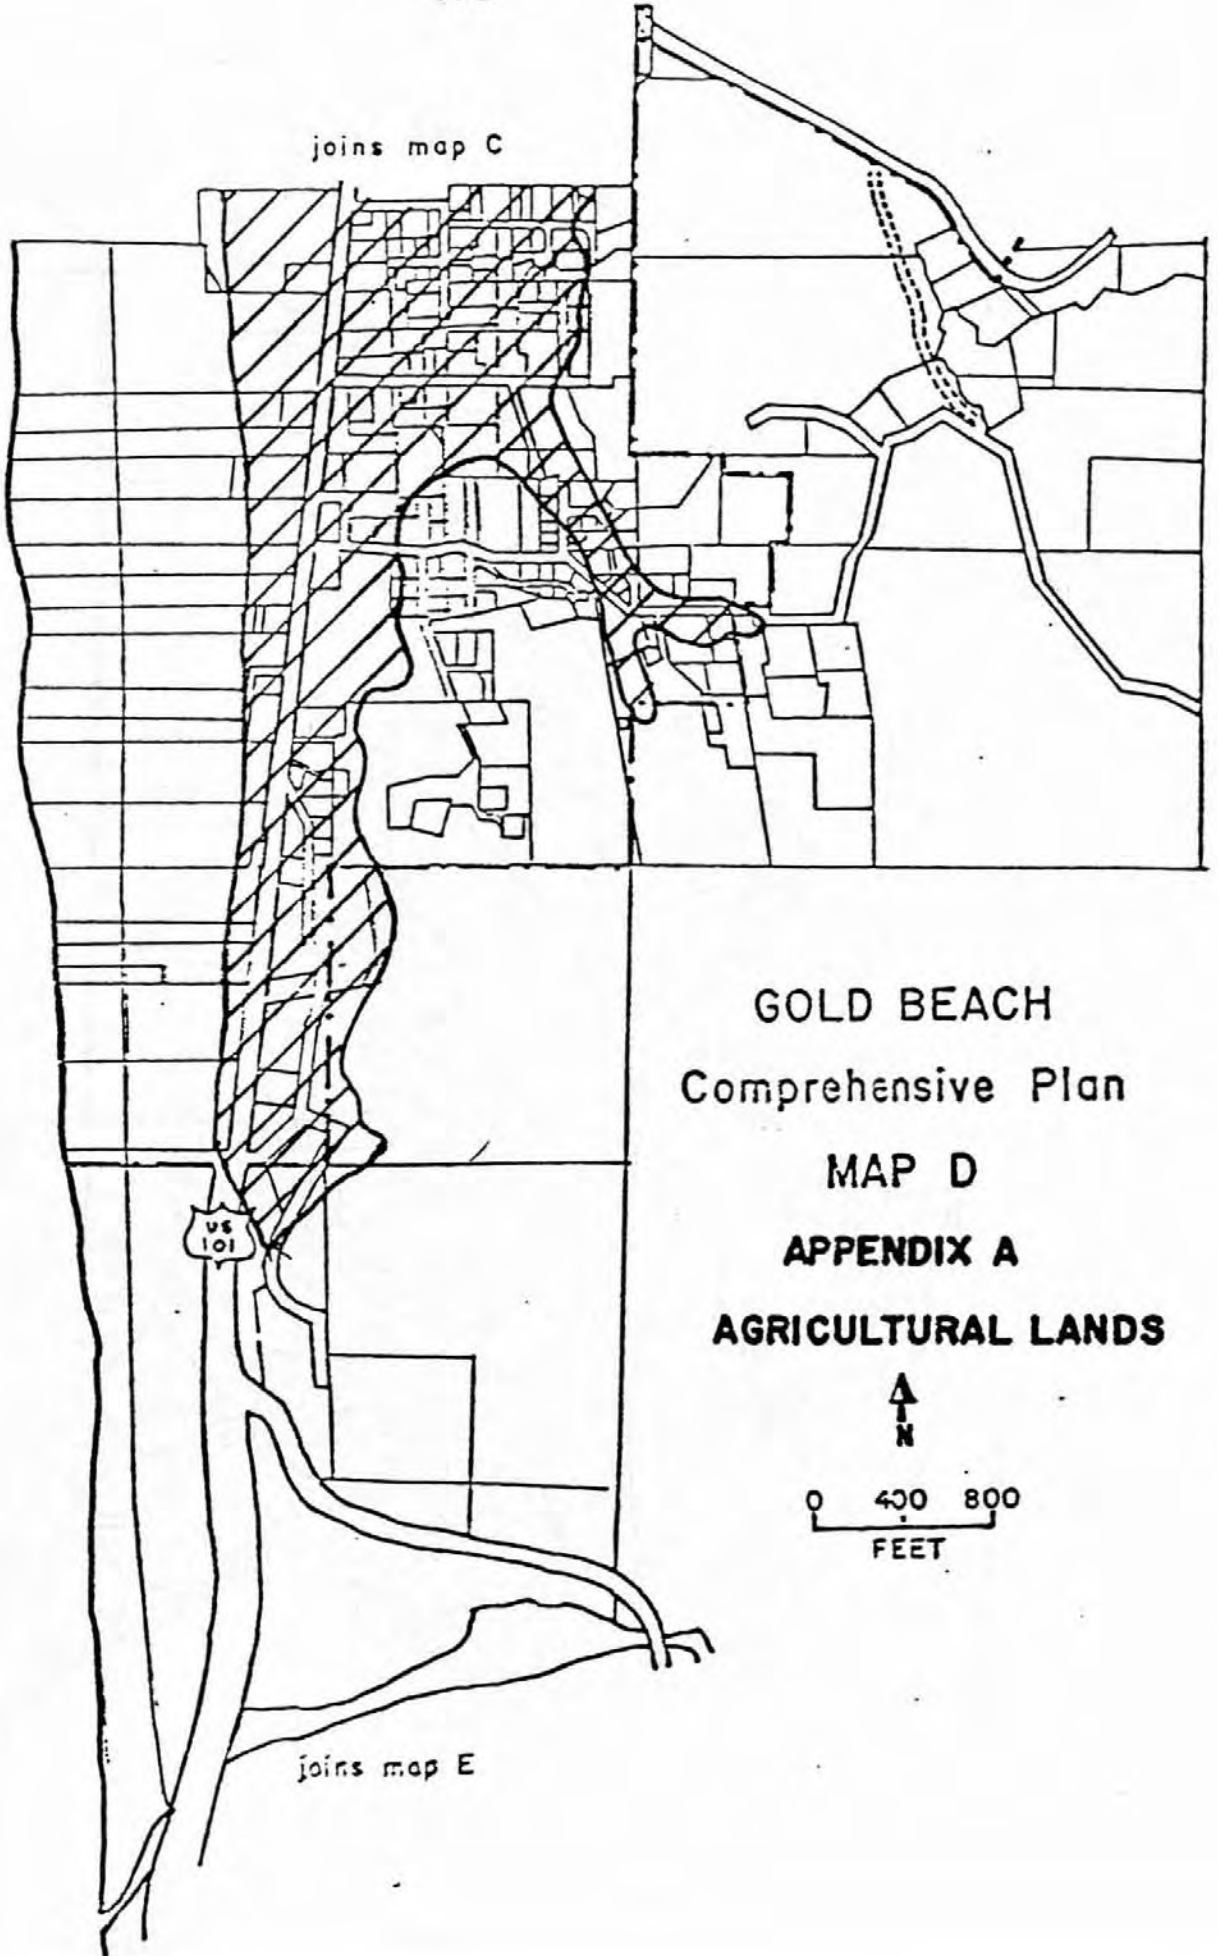 joins map C
GOLD BEACH
Comprehensive Plan
MAP D
APPENDIX A
AGRICULTURAL LANDS
US
101
N
0 400 800
FEET
joins map E